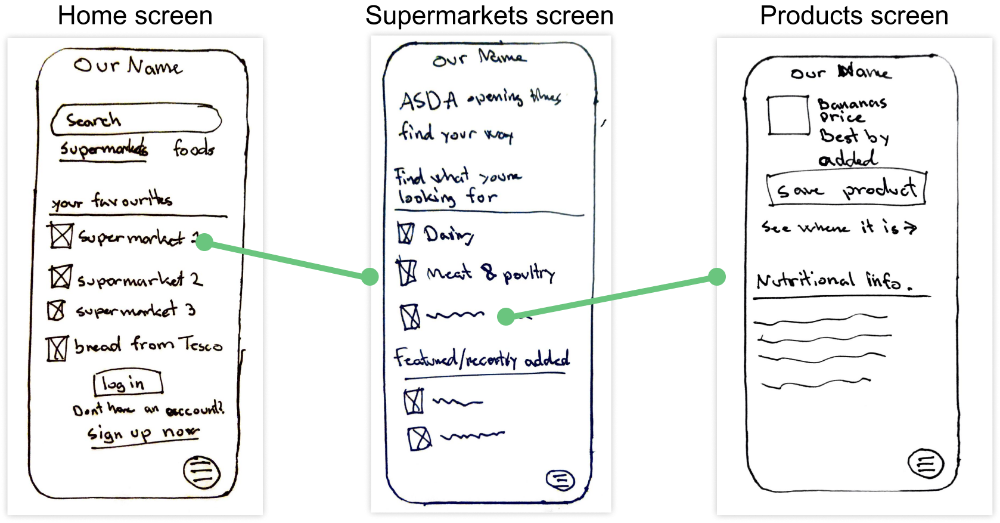 Home screen
Our Name
Search
Supermarkets foods
your favourites
supermarket 1
supermarket 2
supermarket 3
bread from Tesco
log in
Dont have an account?
sign up now
Supermarkets screen
Our Name
ASDA opening times
find your way
Find what youre
looking for
Dairy
Meat & poultry
Featured/recently added
Products screen
Our Name
Bananas
Price
Best by
added
save product
See where it is →
Nutritional info.